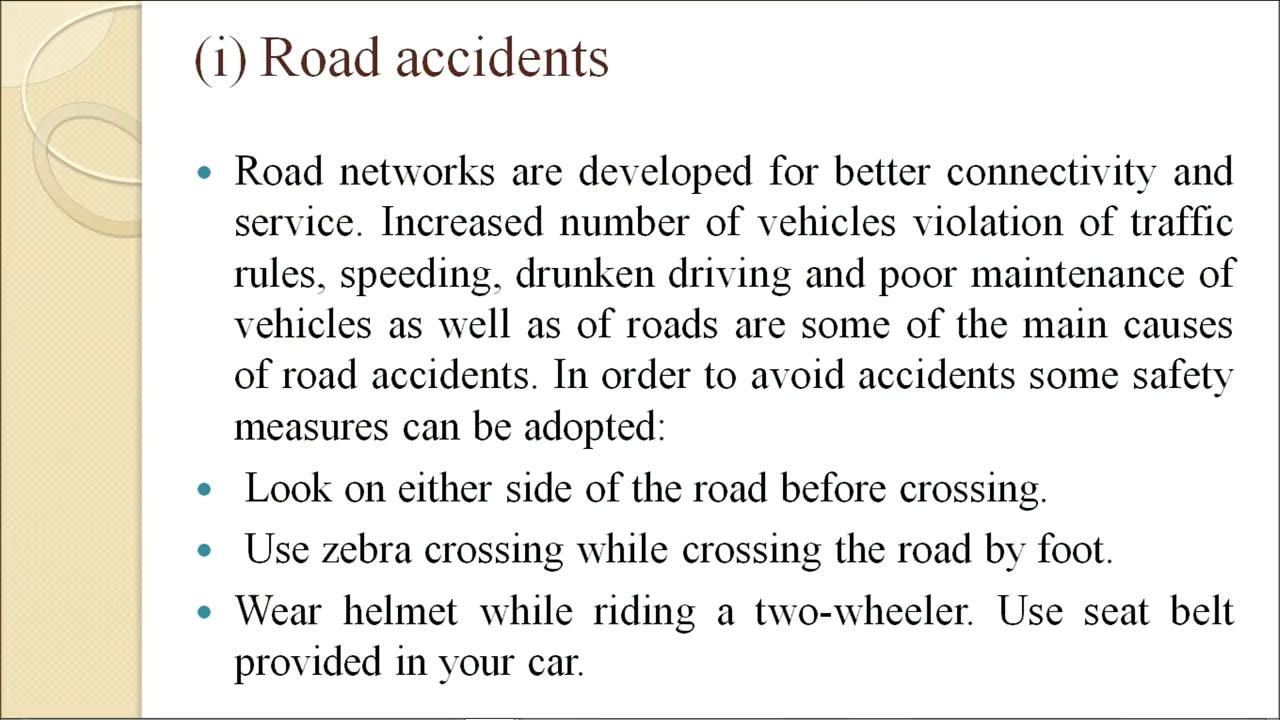 (i) Road accidents
• Road networks are developed for better connectivity and
service. Increased number of vehicles violation of traffic
rules, speeding, drunken driving and poor maintenance of
vehicles as well as of roads are some of the main causes
of road accidents. In order to avoid accidents some safety
measures can be adopted:
• Look on either side of the road before crossing.
• Use zebra crossing while crossing the road by foot.
• Wear helmet while riding a two-wheeler. Use seat belt
provided in your car.